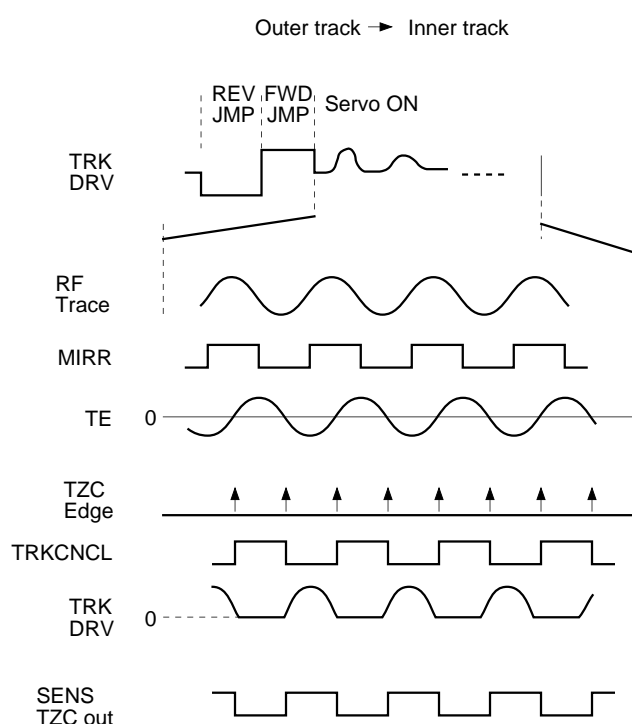 Outer track → Inner track
REV FWD
JMP JMP
Servo ON
TRK
DRV
RF
Trace
MIRR
TE
0
TZC
Edge
TRKCNCL
TRK
DRV
0
SENS
TZC out